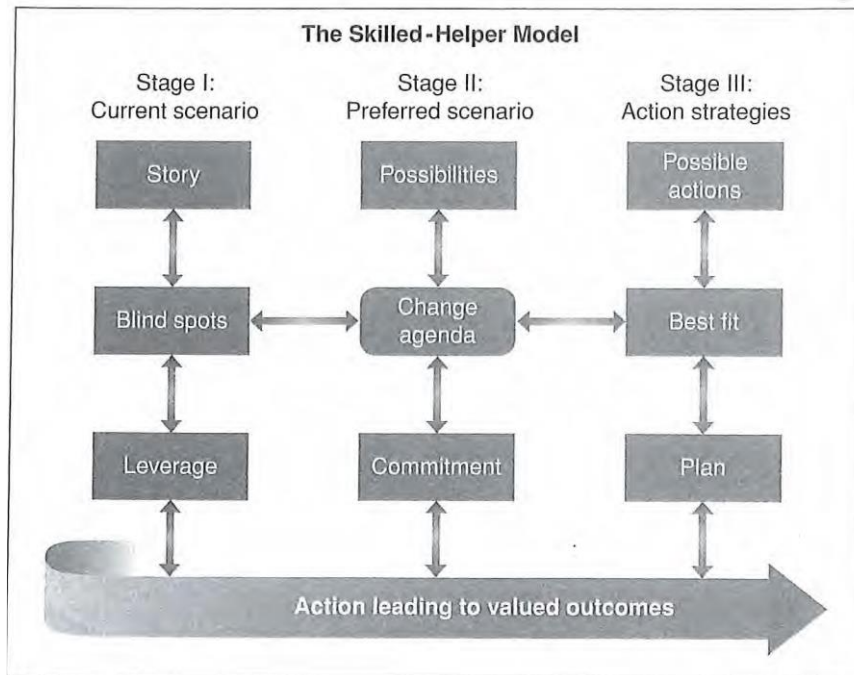 The Skilled-Helper Model
Stage I:
Current scenario
Stage II:
Preferred scenario
Stage III:
Action strategies
Story
Possibilities
Possible
actions
Blind spots
Change
agenda
Best fit
Leverage
Commitment
Plan
Action leading to valued outcomes